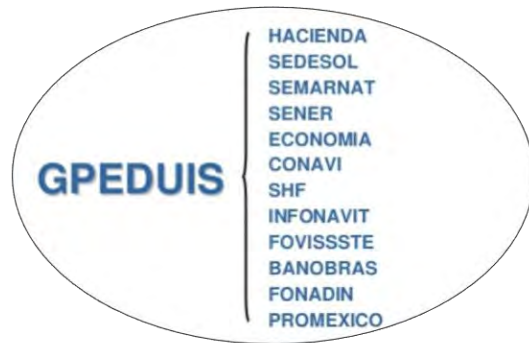 GPEDUIS
HACIENDA
SEDESOL
SEMARNAT
SENER
ECONOMIA
CONAVI
SHF
INFONAVIT
FOVISSSTE
BANOBRAS
FONADIN
PROMEXICO